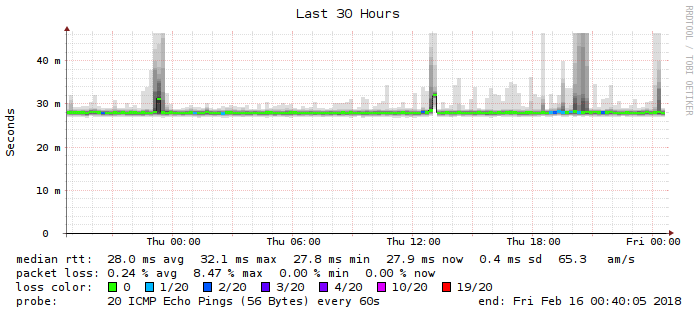 Last 30 Hours
RRDTOOL / TOBI OETIKER
Seconds
40 m
30 m
20 m
10 m
0
Thu 00:00 Thu 06:00 Thu 12:00 Thu 18:00 Fri 00:00
median rtt: 28.0 ms avg 32.1 ms max 27.8 ms min 27.9 ms now 0.4 ms sd 65.3 am/s
packet loss: 0.24 % avg 8.47 % max 0.00 % min 0.00 % now
loss color: 0 1/20 2/20 3/20 4/20 10/20 19/20
probe: 20 ICMP Echo Pings (56 Bytes) every 60s end: Fri Feb 16 00:40:05 2018